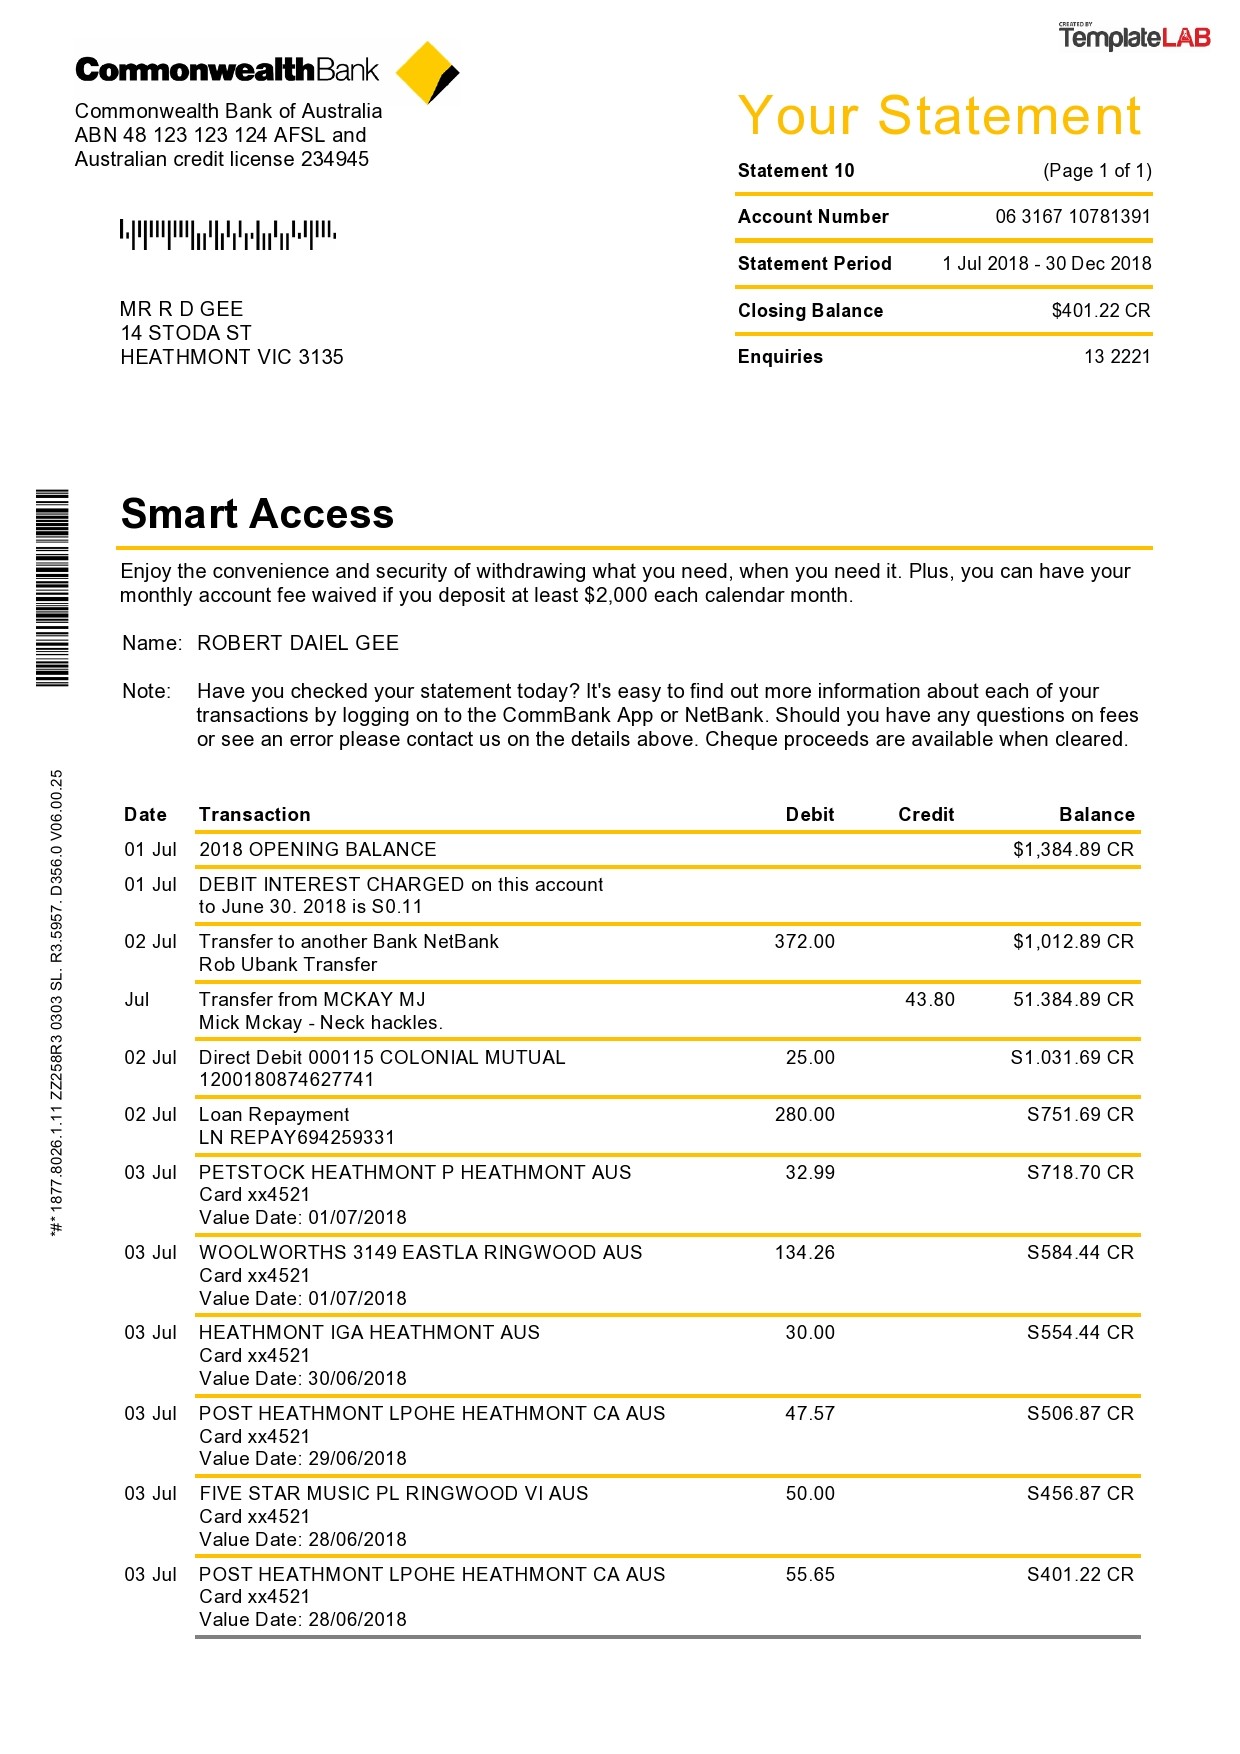 CREATED BY
TemplateLAB
CommonwealthBank
Commonwealth Bank of Australia
ABN 48 123 123 124 AFSL and
Australian credit license 234945
Your Statement
Statement 10 (Page 1 of 1)
Account Number 06 3167 10781391
Statement Period 1 Jul 2018 - 30 Dec 2018
Closing Balance $401.22 CR
Enquiries 13 2221
MR R D GEE
14 STODA ST
HEATHMONT VIC 3135
Smart Access
Enjoy the convenience and security of withdrawing what you need, when you need it. Plus, you can have your
monthly account fee waived if you deposit at least $2,000 each calendar month.
Name: ROBERT DAIEL GEE
Note: Have you checked your statement today? It's easy to find out more information about each of your
transactions by logging on to the CommBank App or NetBank. Should you have any questions on fees
or see an error please contact us on the details above. Cheque proceeds are available when cleared.
*#* 1877.8026.1.11 ZZ258R3 0303 SL. R3.5957. D356.0 V06.00.25
Date Transaction Debit Credit Balance
01 Jul 2018 OPENING BALANCE $1,384.89 CR
01 Jul DEBIT INTEREST CHARGED on this account
to June 30. 2018 is S0.11
02 Jul Transfer to another Bank NetBank 372.00 $1,012.89 CR
Rob Ubank Transfer
Jul Transfer from MCKAY MJ 43.80 51.384.89 CR
Mick Mckay - Neck hackles.
02 Jul Direct Debit 000115 COLONIAL MUTUAL 25.00 S1.031.69 CR
1200180874627741
02 Jul Loan Repayment 280.00 S751.69 CR
LN REPAY694259331
03 Jul PETSTOCK HEATHMONT P HEATHMONT AUS 32.99 S718.70 CR
Card xx4521
Value Date: 01/07/2018
03 Jul WOOLWORTHS 3149 EASTLA RINGWOOD AUS 134.26 S584.44 CR
Card xx4521
Value Date: 01/07/2018
03 Jul HEATHMONT IGA HEATHMONT AUS 30.00 S554.44 CR
Card xx4521
Value Date: 30/06/2018
03 Jul POST HEATHMONT LPOHE HEATHMONT CA AUS 47.57 S506.87 CR
Card xx4521
Value Date: 29/06/2018
03 Jul FIVE STAR MUSIC PL RINGWOOD VI AUS 50.00 S456.87 CR
Card xx4521
Value Date: 28/06/2018
03 Jul POST HEATHMONT LPOHE HEATHMONT CA AUS 55.65 S401.22 CR
Card xx4521
Value Date: 28/06/2018